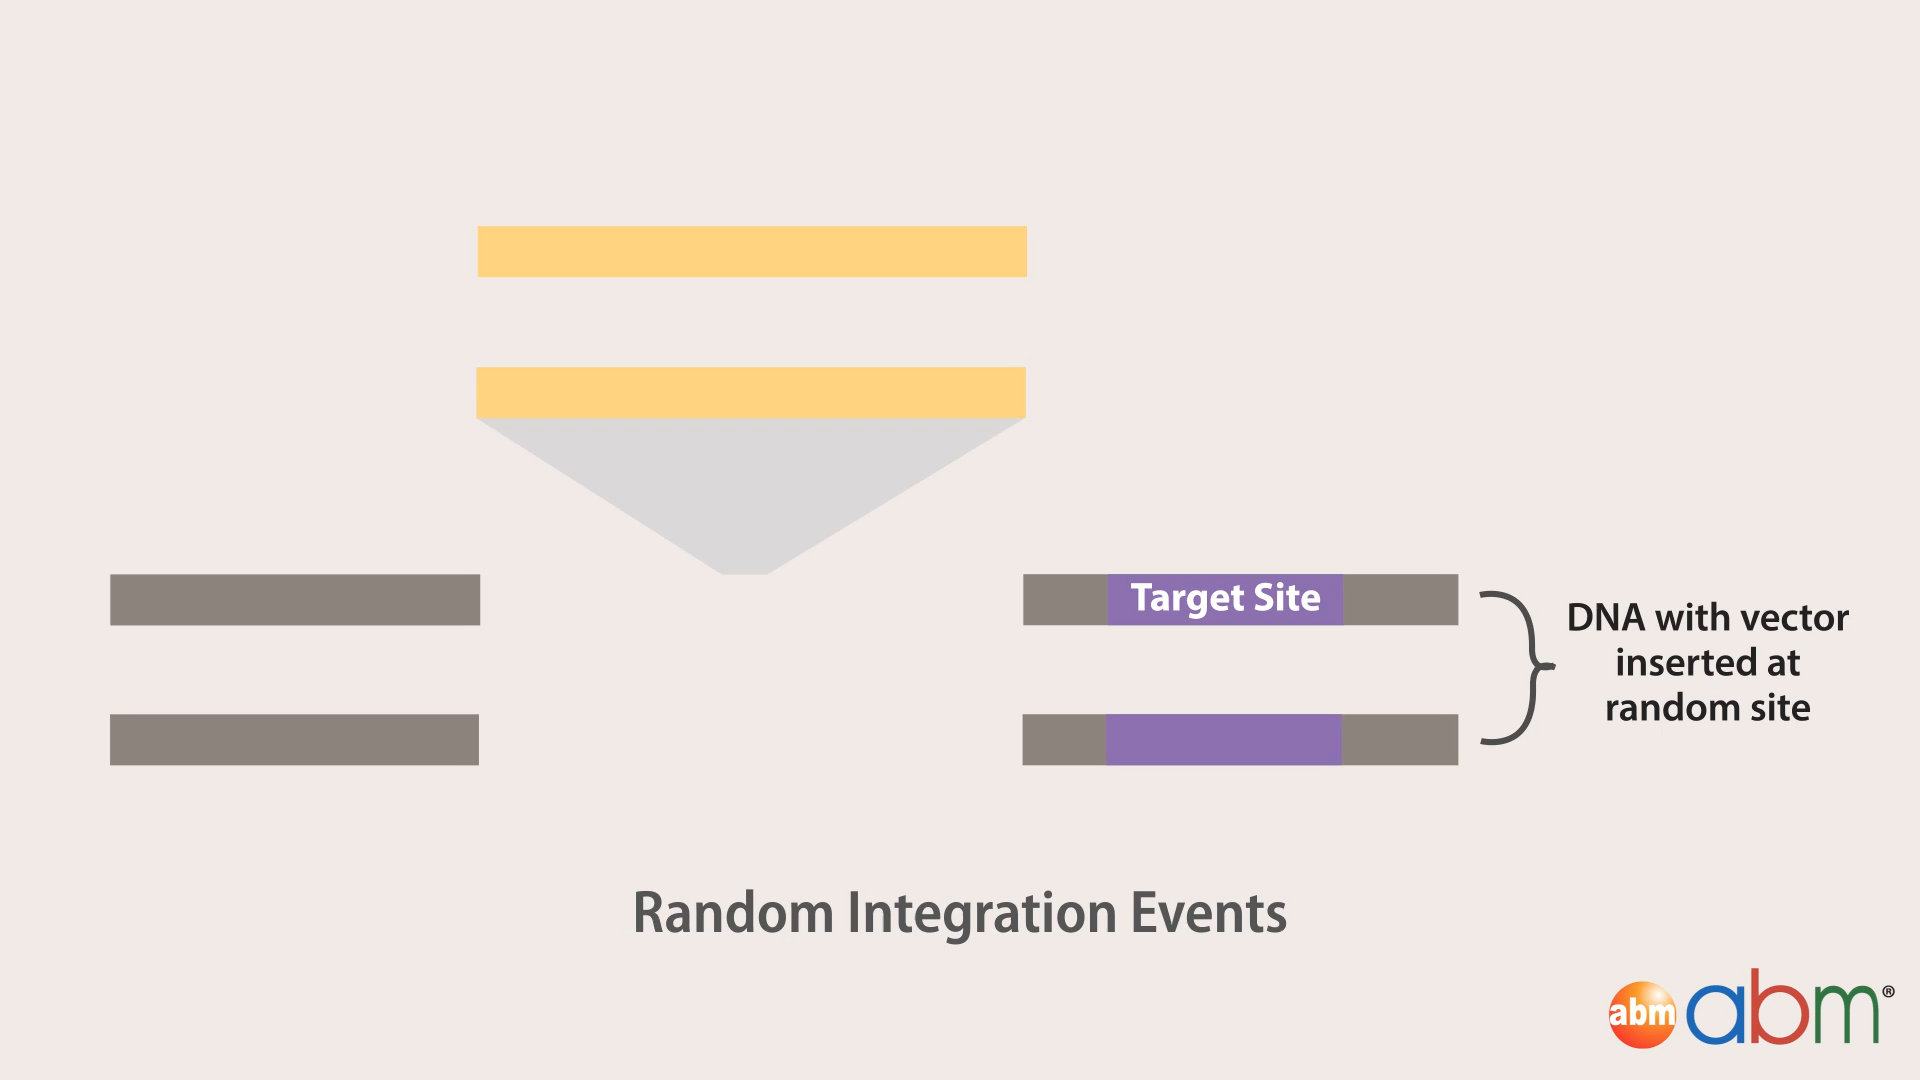 Target Site
DNA with vector
inserted at
random site
Random Integration Events
abm abm®